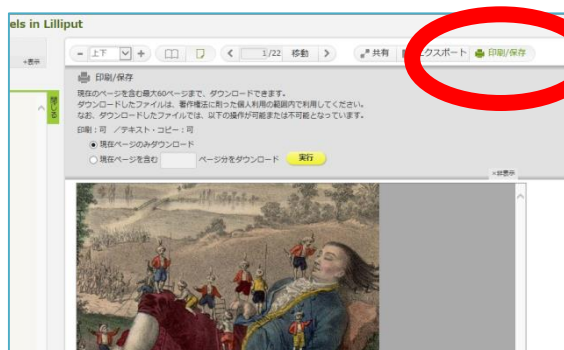 els in Lilliput
×表示
- 上下 +
1/22 移動
共有
エクスポート
印刷/保存
閉じる
印刷/保存
現在のページを含む最大60ページまで、ダウンロードできます。
ダウンロードしたファイルは、著作権法に則った個人利用の範囲内で利用してください。
なお、ダウンロードしたファイルでは、以下の操作が可能または不可能となっています。
印刷：可 ／テキスト・コピー：可
現在ページのみダウンロード
現在ページを含む ページ分をダウンロード 実行
×非表示